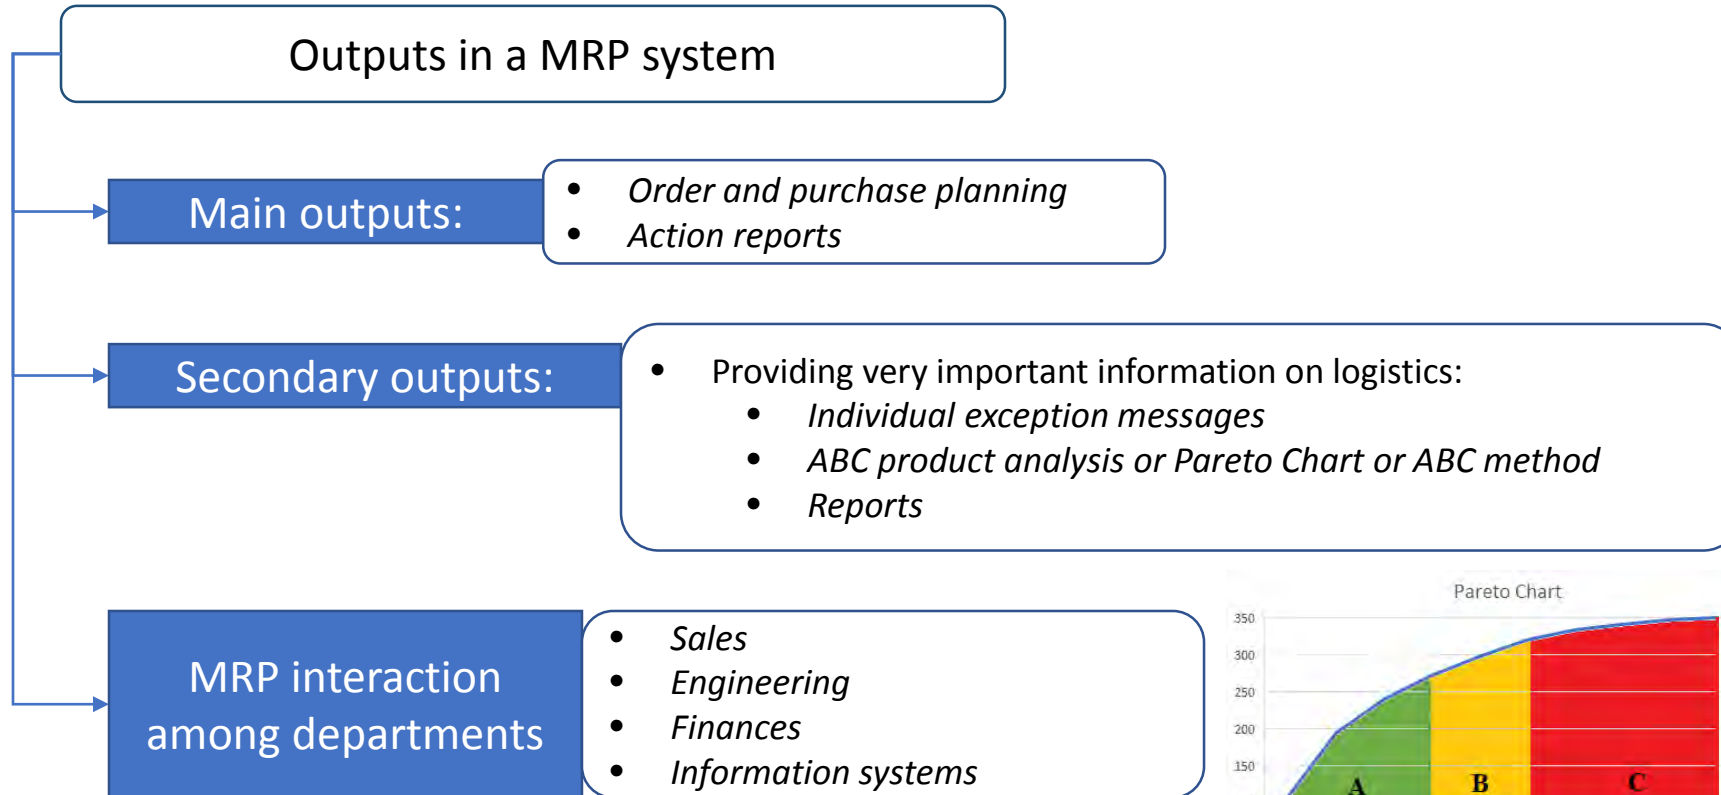 Outputs in a MRP system
Main outputs:
• Order and purchase planning
• Action reports
Secondary outputs:
• Providing very important information on logistics:
• Individual exception messages
• ABC product analysis or Pareto Chart or ABC method
• Reports
MRP interaction
among departments
• Sales
• Engineering
• Finances
• Information systems
Pareto Chart
350
300
250
200
150
A B C